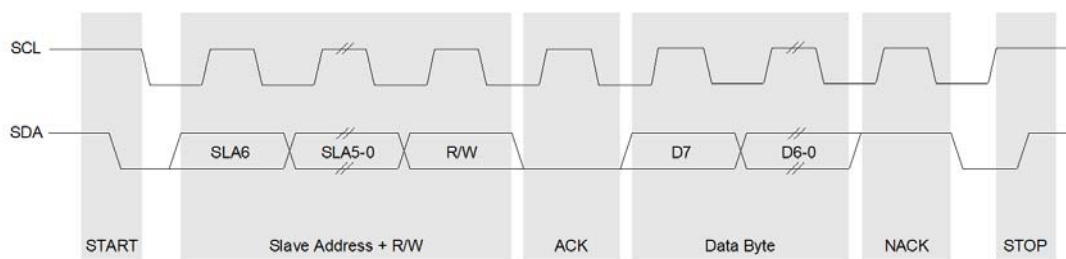 SCL
SDA
SLA6 SLA5-0 R/W D7 D6-0
START Slave Address + R/W ACK Data Byte NACK STOP